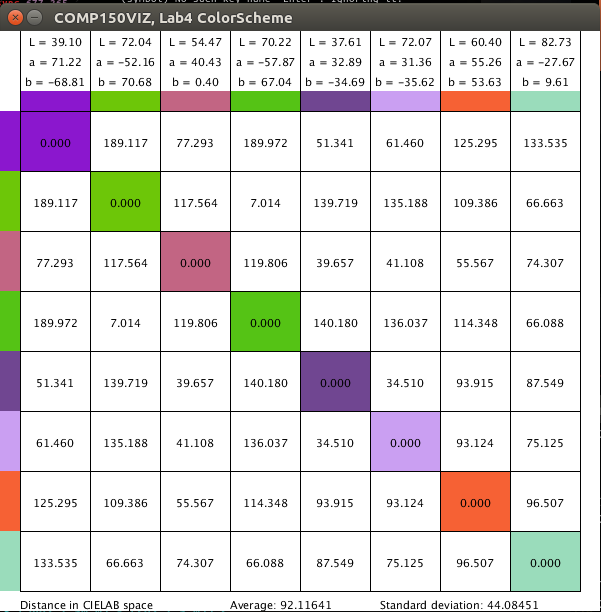 COMP150VIZ, Lab4 ColorScheme
L = 39.10 L = 72.04 L = 54.47 L = 70.22 L = 37.61 L = 72.07 L = 60.40 L = 82.73
a = 71.22 a = −52.16 a = 40.43 a = −57.87 a = 32.89 a = 31.36 a = 55.26 a = −27.67
b = −68.81 b = 70.68 b = 0.40 b = 67.04 b = −34.69 b = −35.62 b = 53.63 b = 9.61
0.000 189.117 77.293 189.972 51.341 61.460 125.295 133.535
189.117 0.000 117.564 7.014 139.719 135.188 109.386 66.663
77.293 117.564 0.000 119.806 39.657 41.108 55.567 74.307
189.972 7.014 119.806 0.000 140.180 136.037 114.348 66.088
51.341 139.719 39.657 140.180 0.000 34.510 93.915 87.549
61.460 135.188 41.108 136.037 34.510 0.000 93.124 75.125
125.295 109.386 55.567 114.348 93.915 93.124 0.000 96.507
133.535 66.663 74.307 66.088 87.549 75.125 96.507 0.000
Distance in CIELAB space Average: 92.11641 Standard deviation: 44.08451